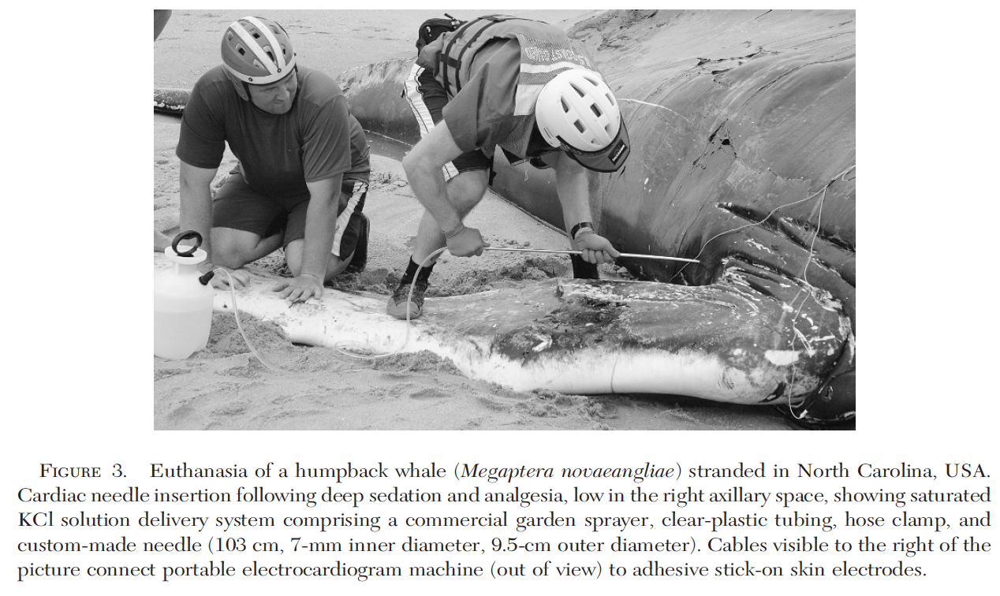 FIGURE 3. Euthanasia of a humpback whale (Megaptera novaeangliae) stranded in North Carolina, USA.
Cardiac needle insertion following deep sedation and analgesia, low in the right axillary space, showing saturated
KCl solution delivery system comprising a commercial garden sprayer, clear-plastic tubing, hose clamp, and
custom-made needle (103 cm, 7-mm inner diameter, 9.5-cm outer diameter). Cables visible to the right of the
picture connect portable electrocardiogram machine (out of view) to adhesive stick-on skin electrodes.